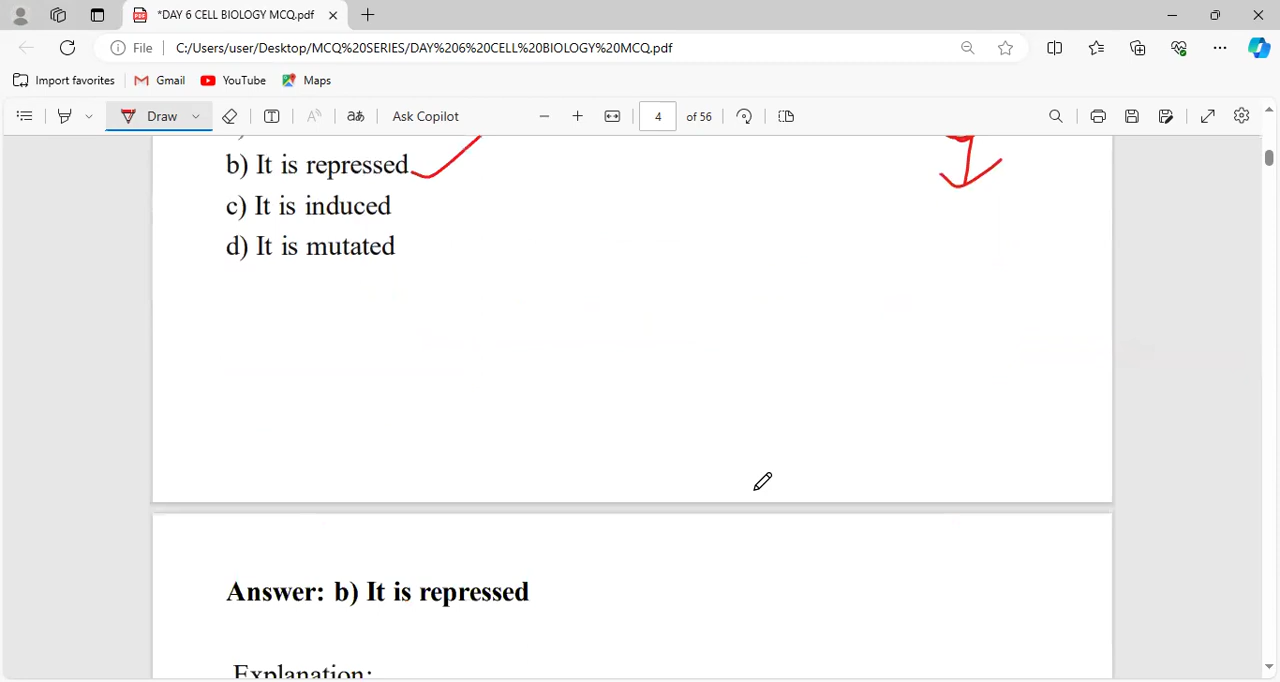 *DAY 6 CELL BIOLOGY MCQ.pdf
File C:/Users/user/Desktop/MCQ%20SERIES/DAY%206%20CELL%20BIOLOGY%20MCQ.pdf
Import favorites Gmail YouTube Maps
Draw Ask Copilot 4 of 56
b) It is repressed
c) It is induced
d) It is mutated
Answer: b) It is repressed
Explanation: